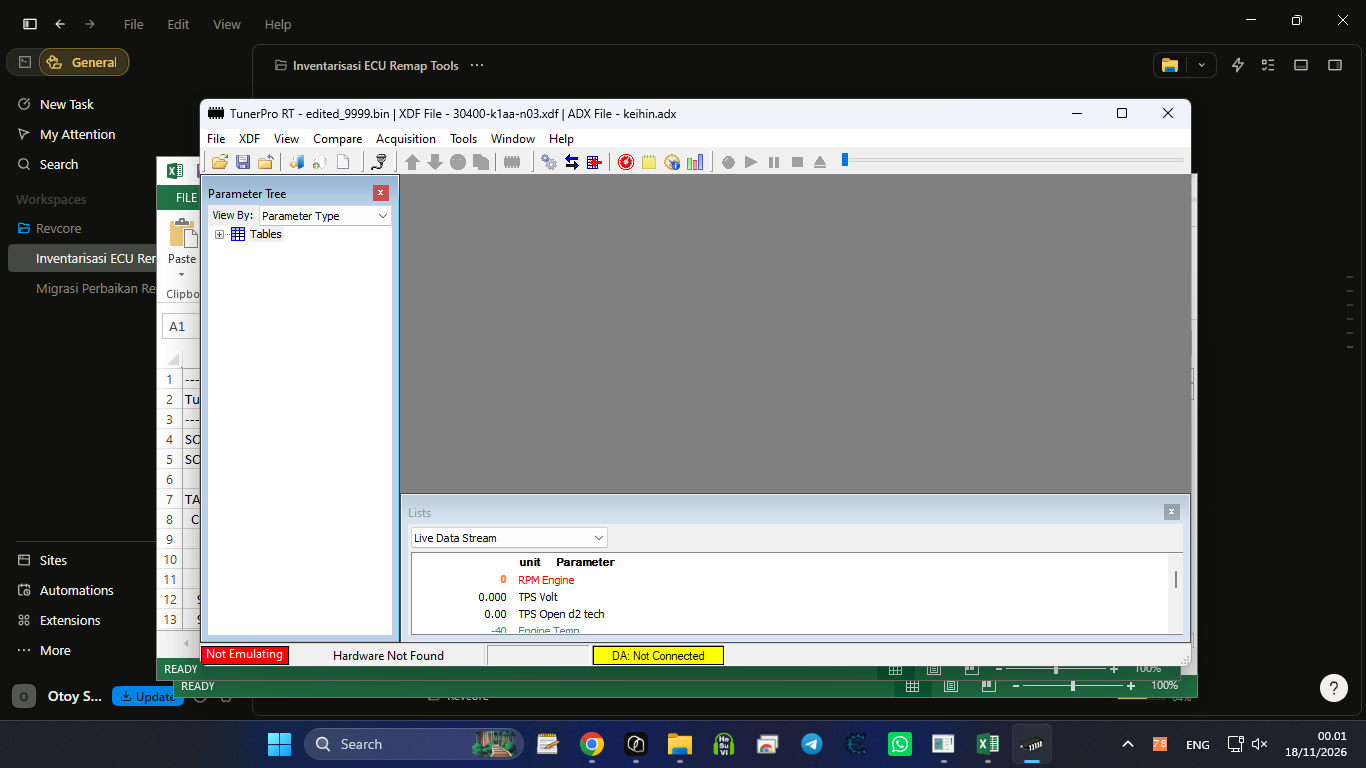 File Edit View Help
General
Inventarisasi ECU Remap Tools ···
New Task
My Attention
Search
Workspaces
Revcore
Inventarisasi ECU Rer
Migrasi Perbaikan Re
Sites
Automations
Extensions
More
Otoy S... Update
FILE
Paste
Clipbo
A1
1 ---
2 Tu
3 ---
4 SC
5 SC
6
7 TA
8 C
9
10
11
12
13
READY
READY
100%
100%
TunerPro RT - edited_9999.bin | XDF File - 30400-k1aa-n03.xdf | ADX File - keihin.adx
File XDF View Compare Acquisition Tools Window Help
Parameter Tree
View By: Parameter Type
Tables
Lists
Live Data Stream
unit Parameter
0 RPM Engine
0.000 TPS Volt
0.00 TPS Open d2 tech
-40 Engine Temp
Not Emulating Hardware Not Found DA: Not Connected
?
Search
He Su Vi
78
ENG
00.01
18/11/2026